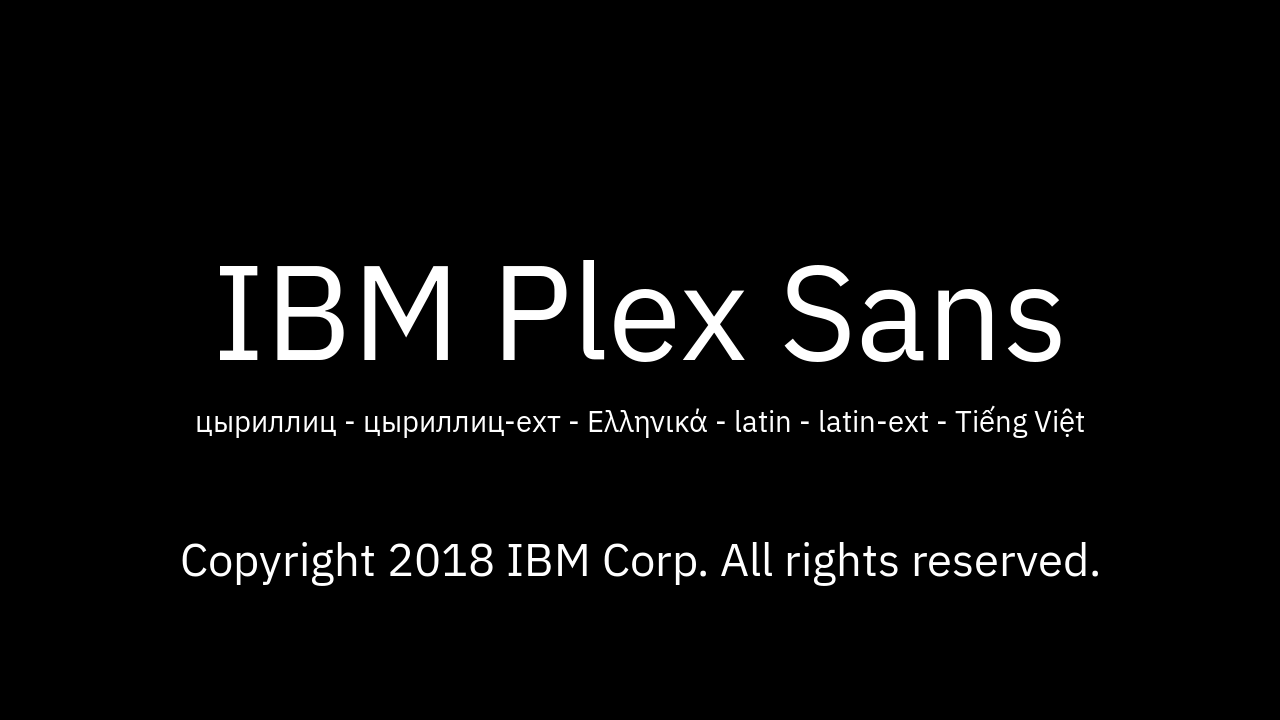 IBM Plex Sans
цыриллиц - цыриллиц-ехт - Ελληνικά - latin - latin-ext - Tiếng Việt
Copyright 2018 IBM Corp. All rights reserved.